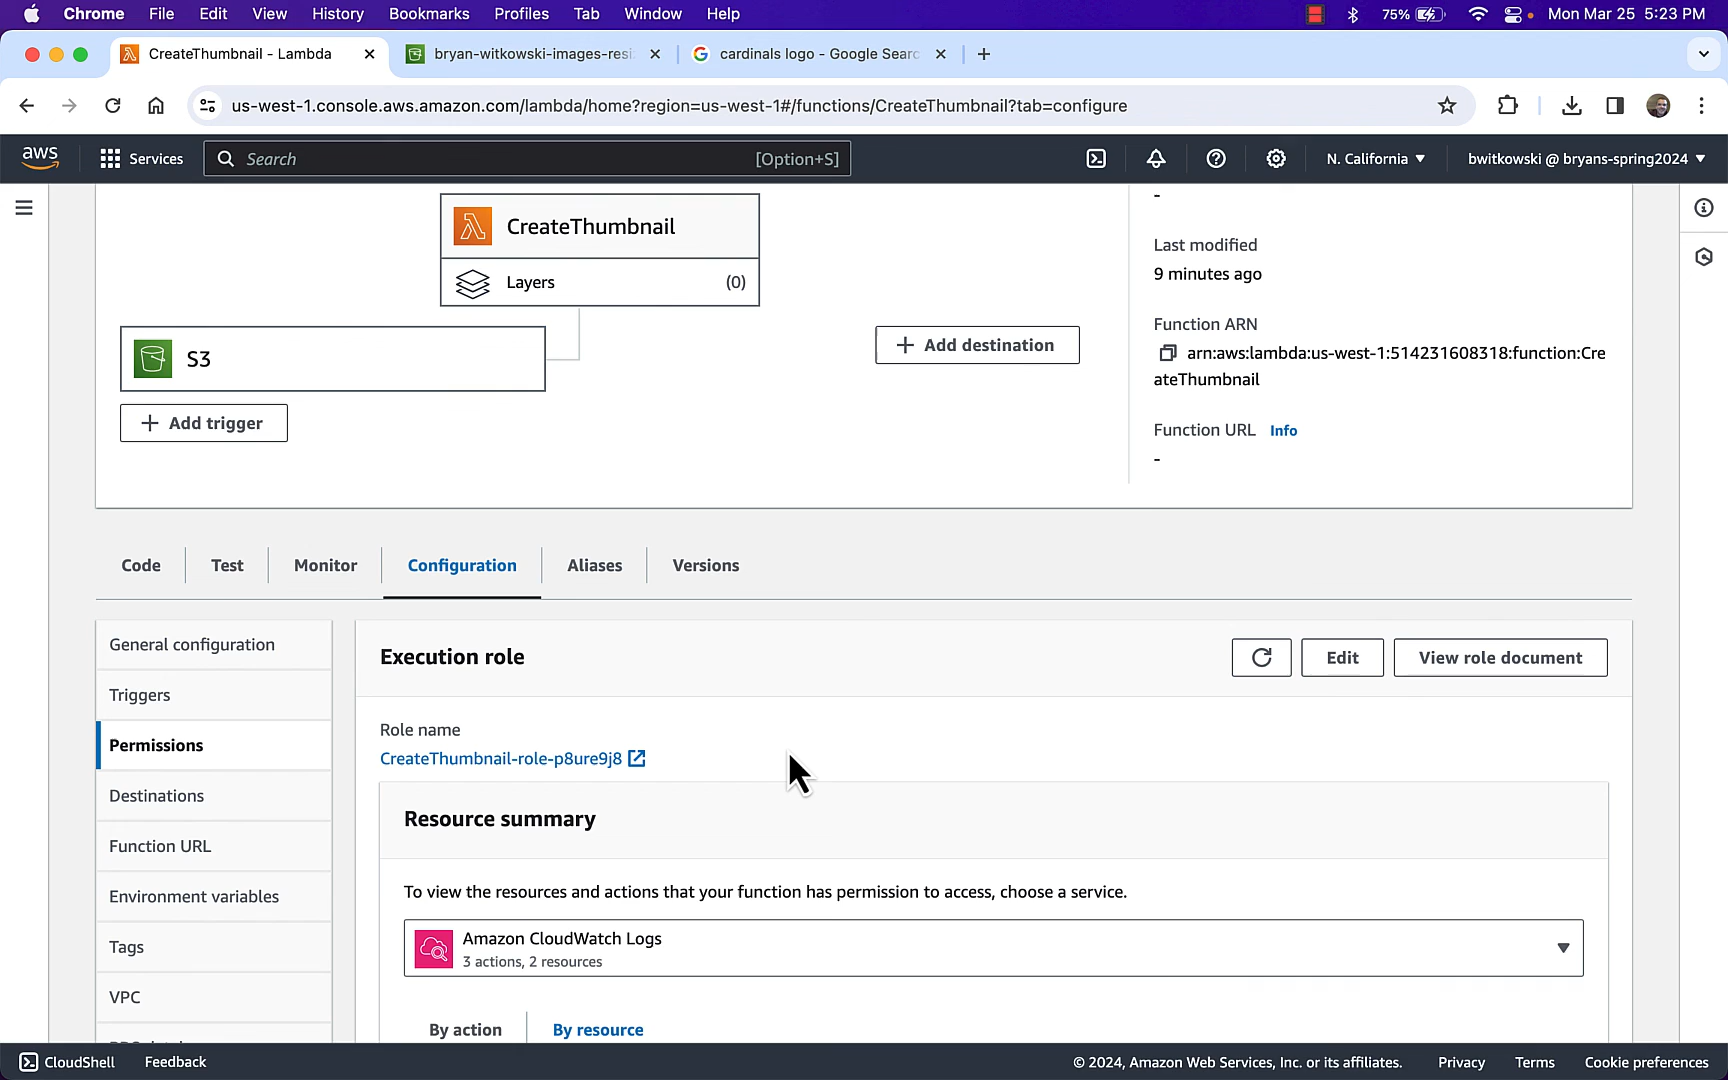 Chrome File Edit View History Bookmarks Profiles Tab Window Help 75% Mon Mar 25 5:23 PM
CreateThumbnail - Lambda bryan-witkowski-images-resi cardinals logo - Google Searc
us-west-1.console.aws.amazon.com/lambda/home?region=us-west-1#/functions/CreateThumbnail?tab=configure
aws Services Search [Option+S] N. California bwitkowski @ bryans-spring2024
CreateThumbnail
Layers (0)
S3
+ Add trigger
+ Add destination
-
Last modified
9 minutes ago
Function ARN
arn:aws:lambda:us-west-1:514231608318:function:Cre
ateThumbnail
Function URL Info
-
Code Test Monitor Configuration Aliases Versions
General configuration
Triggers
Permissions
Destinations
Function URL
Environment variables
Tags
VPC
Execution role
Edit View role document
Role name
CreateThumbnail-role-p8ure9j8
Resource summary
To view the resources and actions that your function has permission to access, choose a service.
Amazon CloudWatch Logs
3 actions, 2 resources
By action By resource
CloudShell Feedback © 2024, Amazon Web Services, Inc. or its affiliates. Privacy Terms Cookie preferences